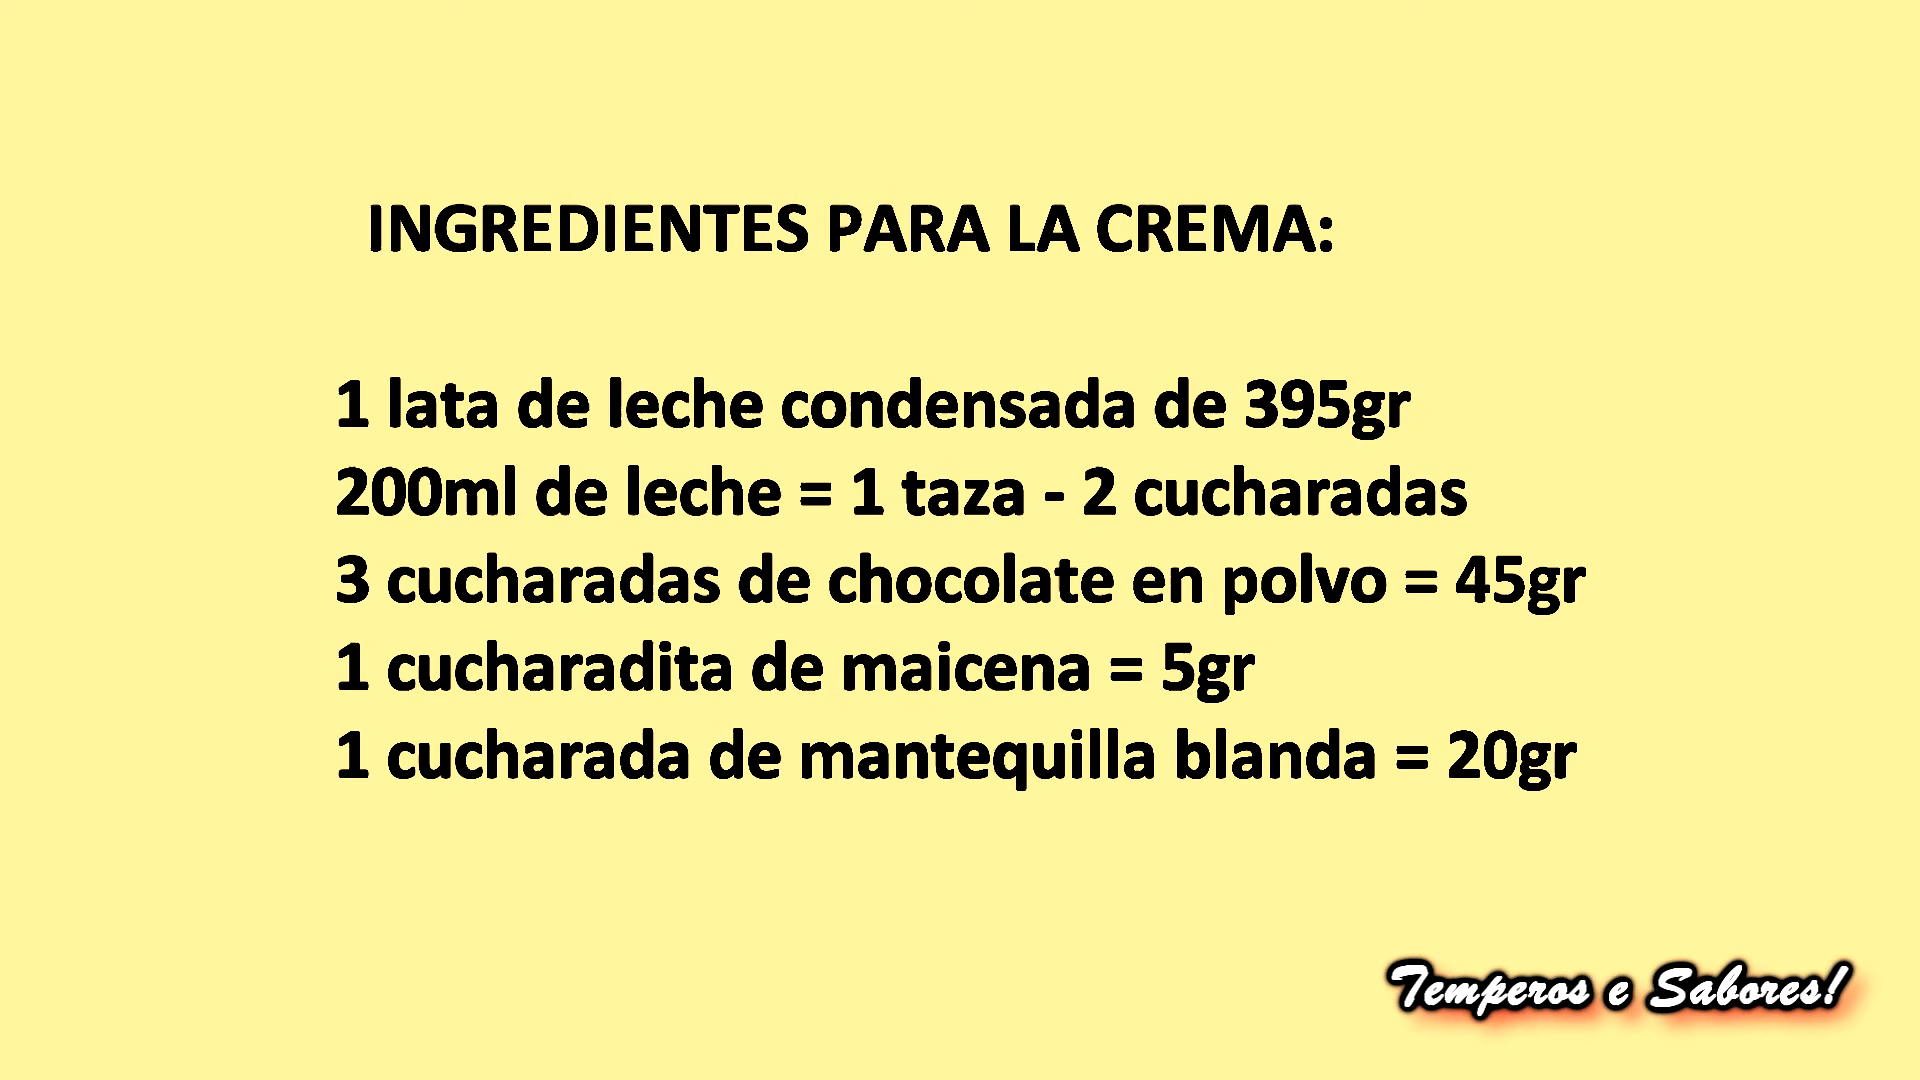 INGREDIENTES PARA LA CREMA:
1 lata de leche condensada de 395gr
200ml de leche = 1 taza - 2 cucharadas
3 cucharadas de chocolate en polvo = 45gr
1 cucharadita de maicena = 5gr
1 cucharada de mantequilla blanda = 20gr
Temperos e Sabores!